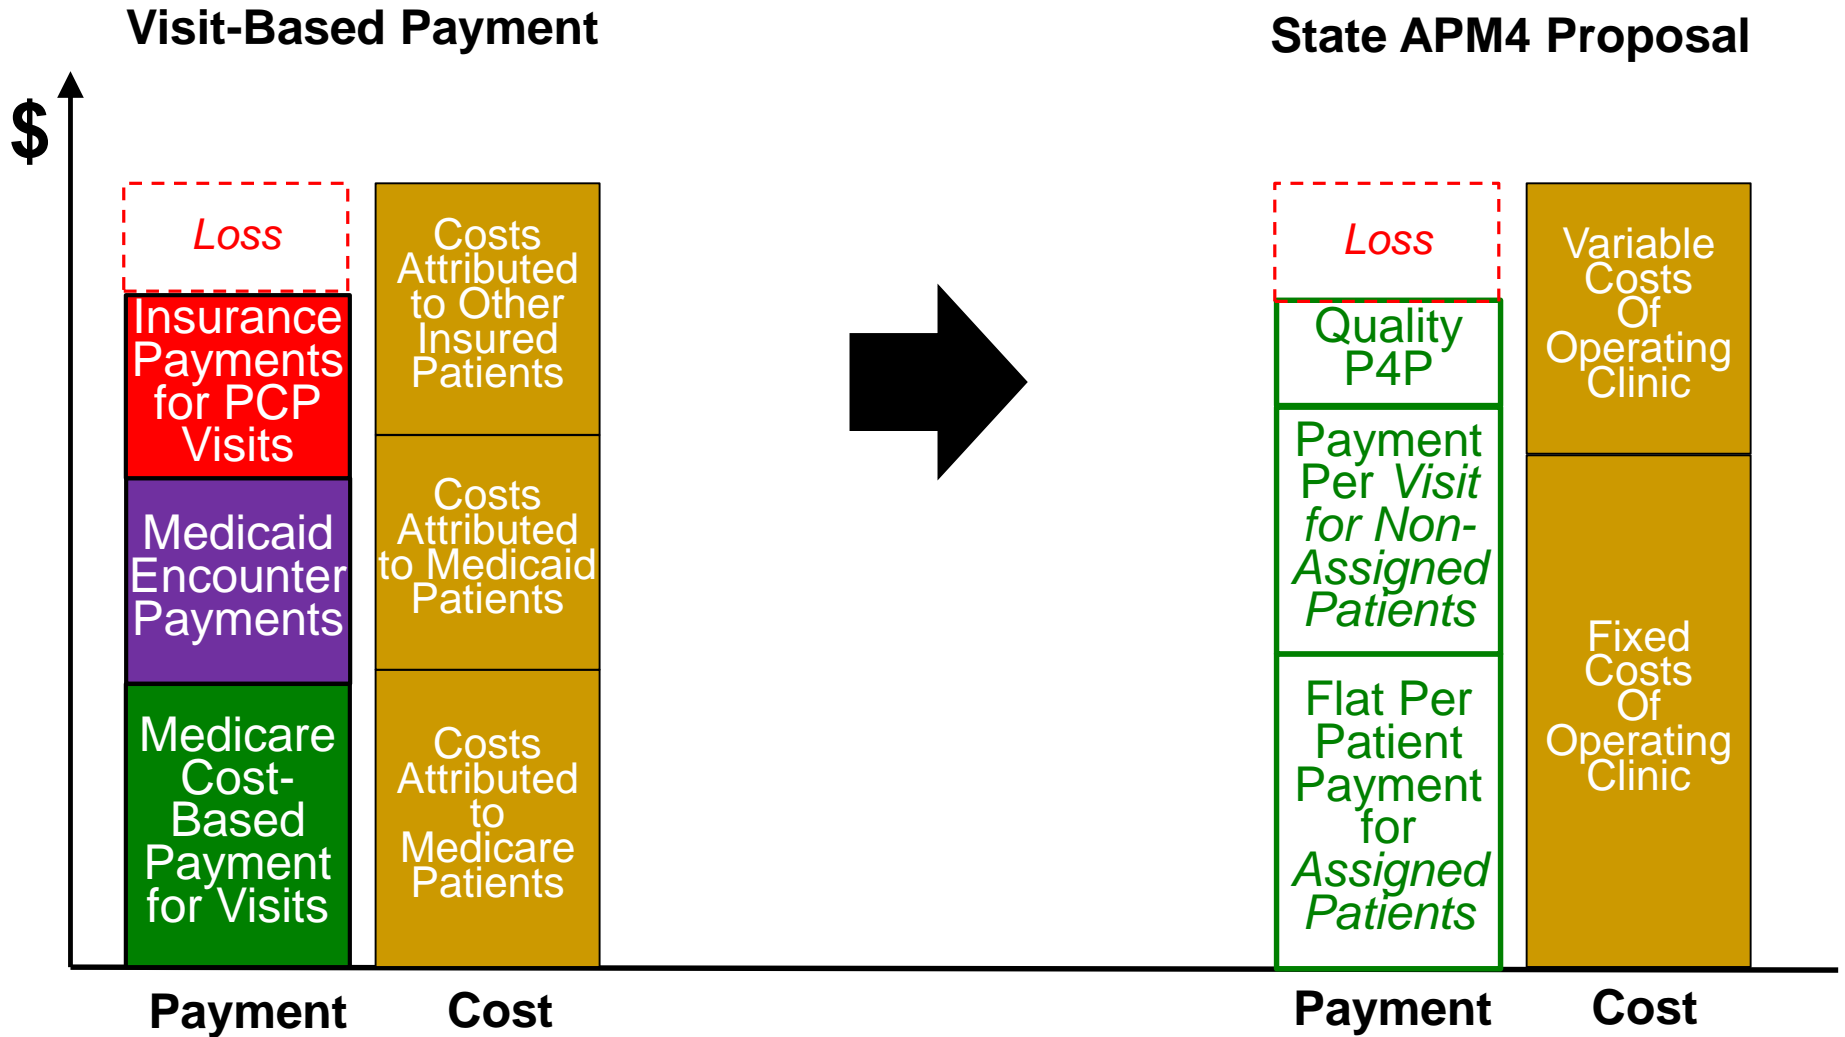 Visit-Based Payment
State APM4 Proposal
$
Loss
Insurance
Payments
for PCP
Visits
Medicaid
Encounter
Payments
Medicare
Cost-
Based
Payment
for Visits
Costs
Attributed
to Other
Insured
Patients
Costs
Attributed
to Medicaid
Patients
Costs
Attributed
to
Medicare
Patients
Payment
Cost
Loss
Quality
P4P
Payment
Per Visit
for Non-
Assigned
Patients
Flat Per
Patient
Payment
for
Assigned
Patients
Variable
Costs
Of
Operating
Clinic
Fixed
Costs
Of
Operating
Clinic
Payment
Cost